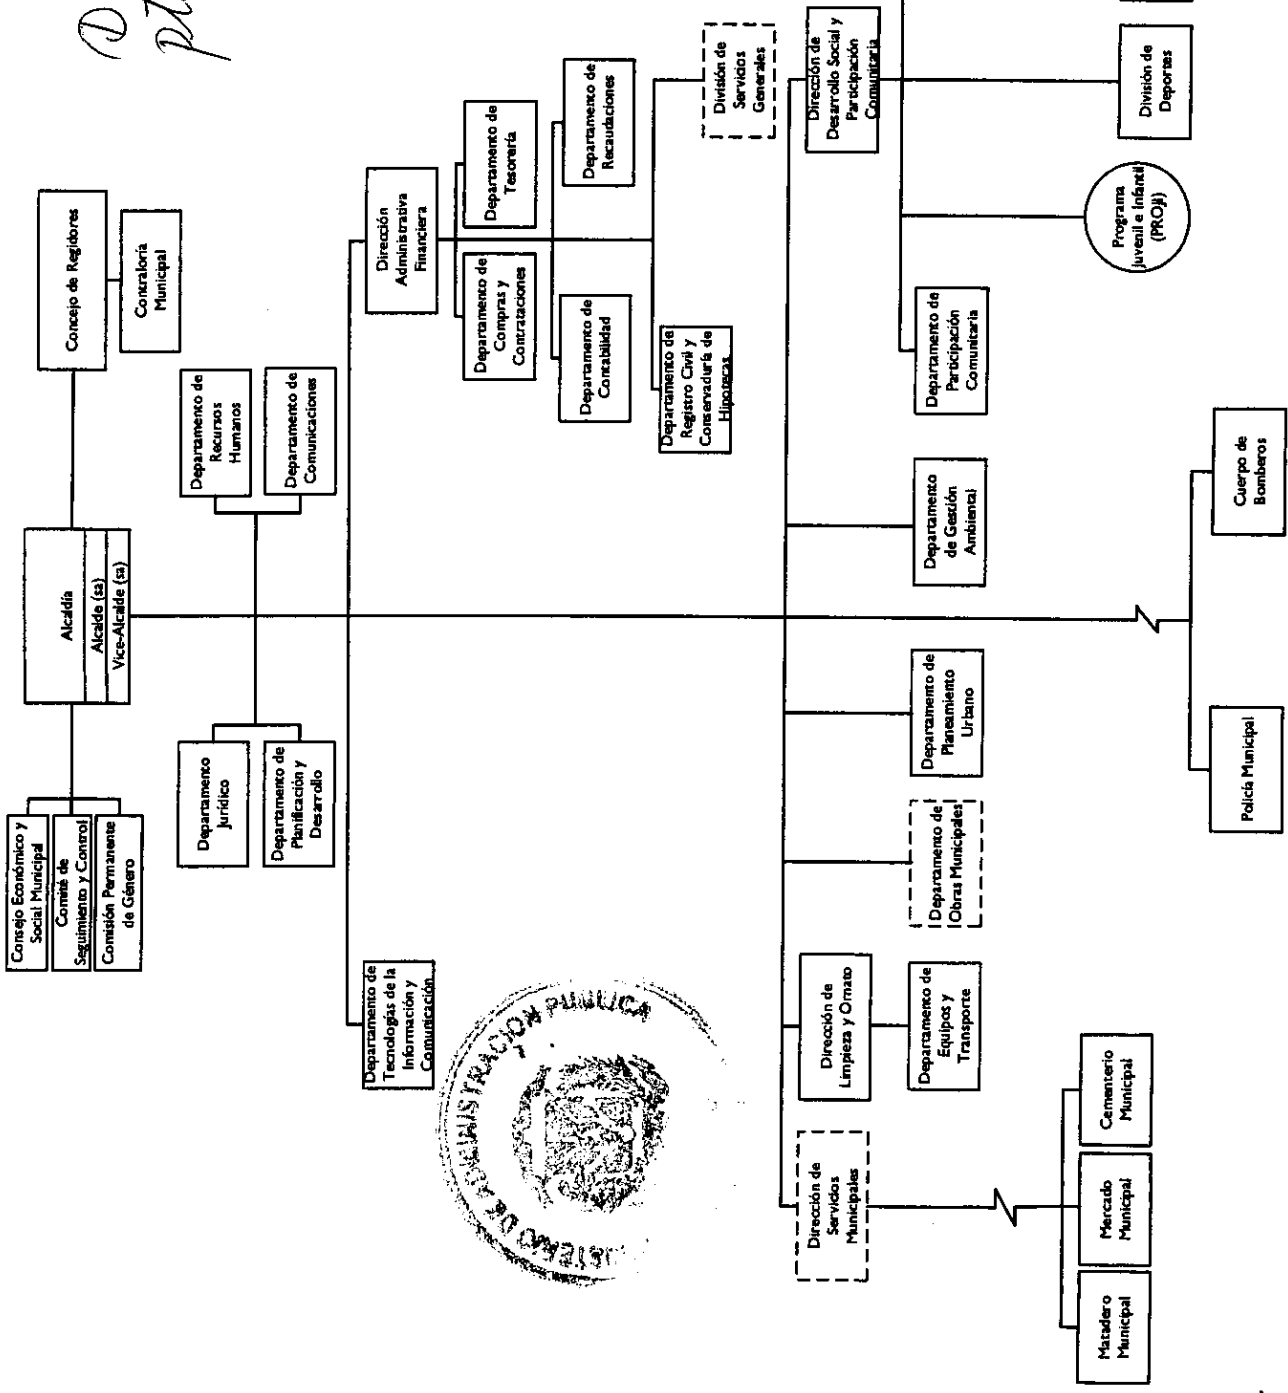 Consejo Económico y
Social Municipal
Comité de
Seguimiento y Control
Comisión Permanente
de Género
Alcaldía
Alcalde (sa)
Vice-Alcalde (sa)
Concejo de Regidores
Contraloría
Municipal
Departamento
Jurídico
Departamento de
Planificación y
Desarrollo
Departamento de
Recursos
Humanos
Departamento de
Comunicaciones
Departamento de
Tecnologías de la
Información y
Comunicación
Dirección
Administrativa
Financiera
Departamento de
Compras y
Contrataciones
Departamento de
Tesorería
Departamento de
Contabilidad
Departamento de
Recaudaciones
Departamento de
Registro Civil y
Conservaduría de
Hipotecas
División de
Servicios
Generales
DE ADMINISTRACION PUBLICA
Dirección de
Servicios
Municipales
Dirección de
Limpieza y Ornato
Departamento de
Equipos y
Transporte
Departamento de
Obras Municipales
Departamento de
Planeamiento
Urbano
Departamento
de Gestión
Ambiental
Dirección de
Desarrollo Social y
Participación
Comunitaria
Departamento de
Participación
Comunitaria
Programa
Juvenil e Infantil
(PROJI)
División de
Deportes
Matadero
Municipal
Mercado
Municipal
Cementerio
Municipal
Policía Municipal
Cuerpo de
Bomberos